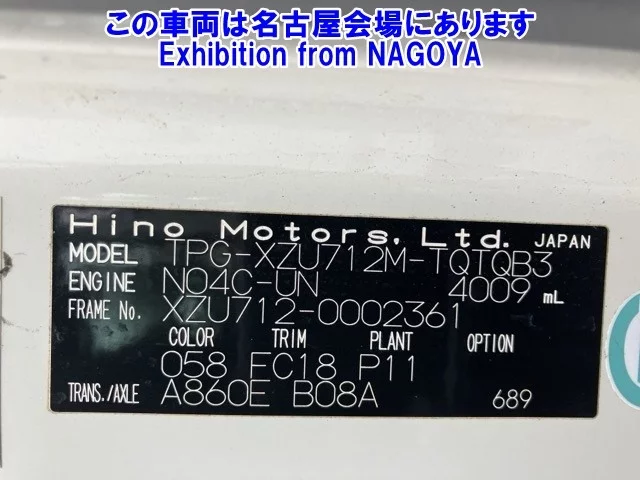 この車両は名古屋会場にあります
Exhibition from NAGOYA
Hino Motors, Ltd. JAPAN
MODEL TPG-XZU712M-TQTQB3
ENGINE N04C-UN 4009 mL
FRAME No. XZU712-0002361
COLOR TRIM PLANT OPTION
058 FC18 P11
TRANS./AXLE A860E B08A 689